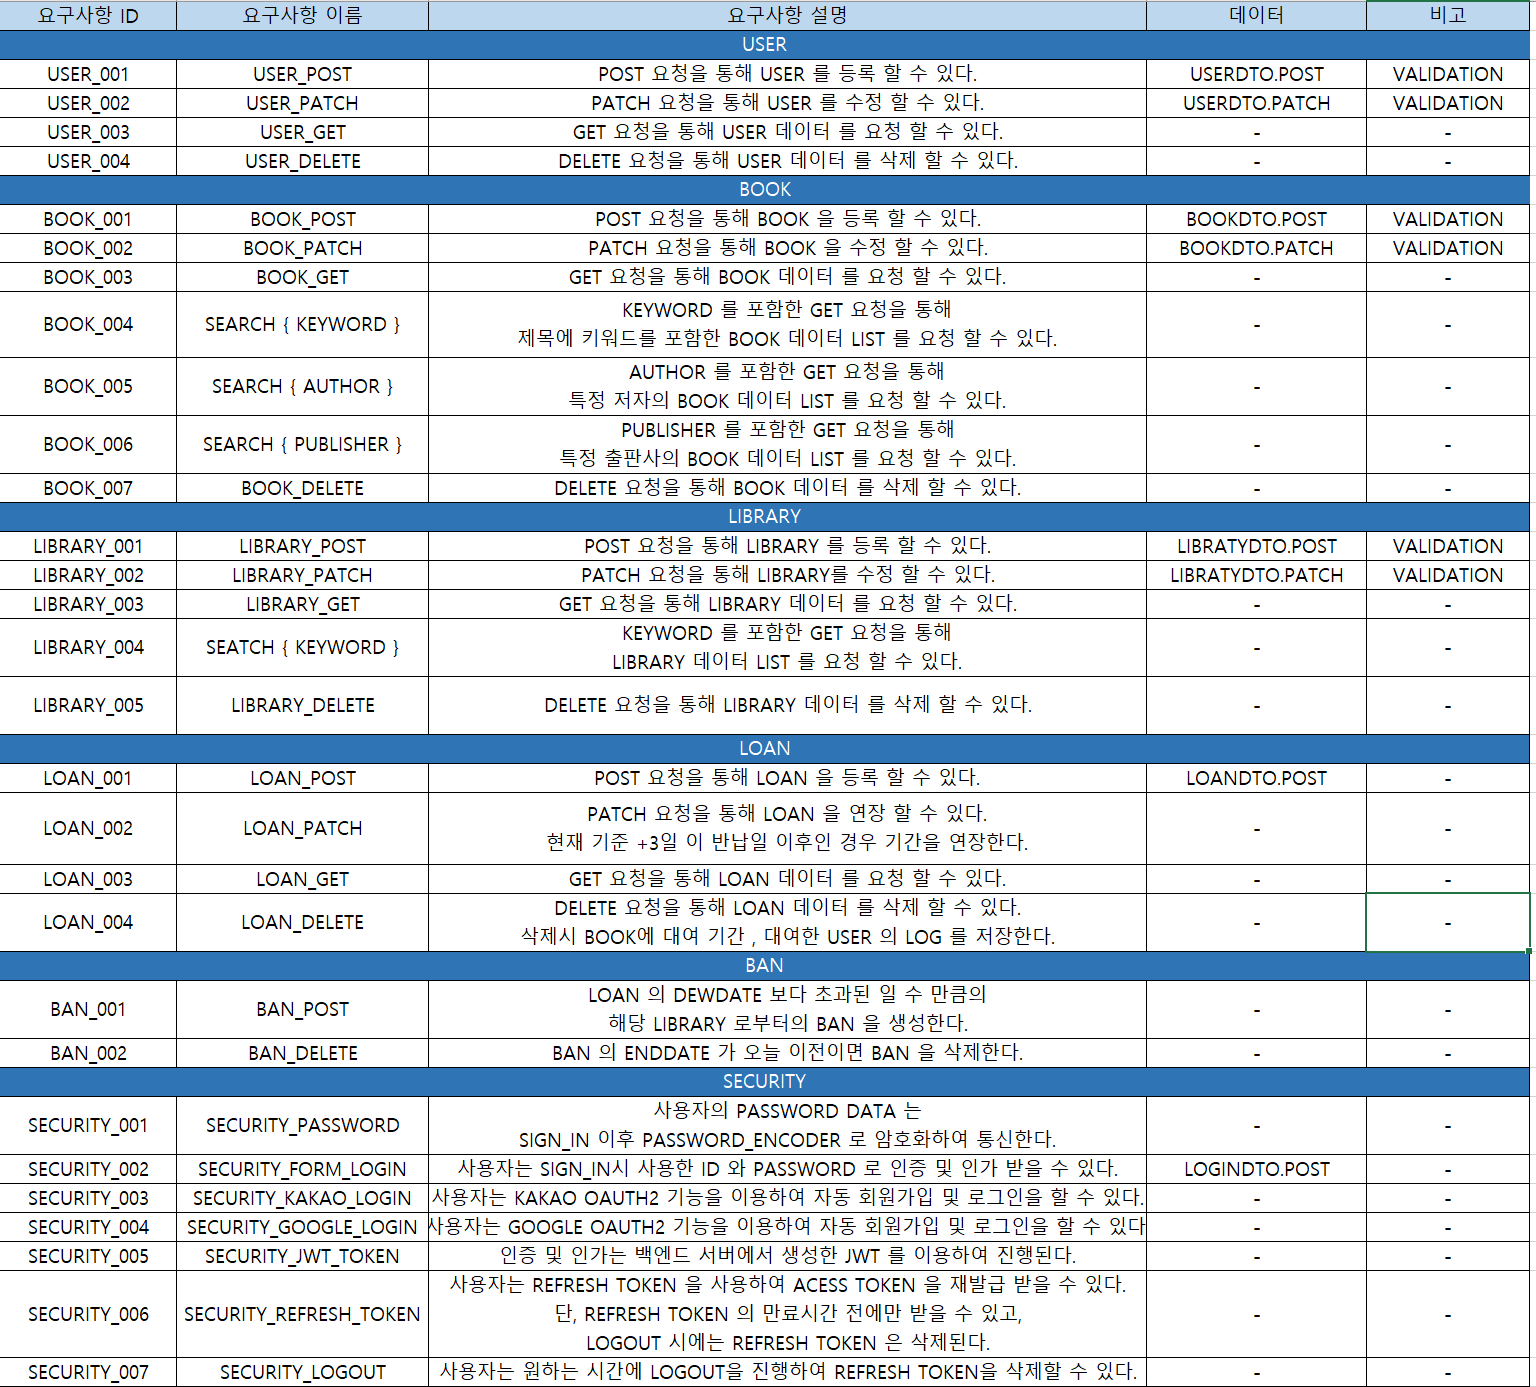 요구사항 ID 요구사항 이름 요구사항 설명 데이터 비고
USER
USER_001 USER_POST POST 요청을 통해 USER 를 등록 할 수 있다. USERDTO.POST VALIDATION
USER_002 USER_PATCH PATCH 요청을 통해 USER 를 수정 할 수 있다. USERDTO.PATCH VALIDATION
USER_003 USER_GET GET 요청을 통해 USER 데이터 를 요청 할 수 있다. - -
USER_004 USER_DELETE DELETE 요청을 통해 USER 데이터 를 삭제 할 수 있다. - -
BOOK
BOOK_001 BOOK_POST POST 요청을 통해 BOOK 을 등록 할 수 있다. BOOKDTO.POST VALIDATION
BOOK_002 BOOK_PATCH PATCH 요청을 통해 BOOK 을 수정 할 수 있다. BOOKDTO.PATCH VALIDATION
BOOK_003 BOOK_GET GET 요청을 통해 BOOK 데이터 를 요청 할 수 있다. - -
BOOK_004 SEARCH { KEYWORD } KEYWORD 를 포함한 GET 요청을 통해
제목에 키워드를 포함한 BOOK 데이터 LIST 를 요청 할 수 있다. - -
BOOK_005 SEARCH { AUTHOR } AUTHOR 를 포함한 GET 요청을 통해
특정 저자의 BOOK 데이터 LIST 를 요청 할 수 있다. - -
BOOK_006 SEARCH { PUBLISHER } PUBLISHER 를 포함한 GET 요청을 통해
특정 출판사의 BOOK 데이터 LIST 를 요청 할 수 있다. - -
BOOK_007 BOOK_DELETE DELETE 요청을 통해 BOOK 데이터 를 삭제 할 수 있다. - -
LIBRARY
LIBRARY_001 LIBRARY_POST POST 요청을 통해 LIBRARY 를 등록 할 수 있다. LIBRATYDTO.POST VALIDATION
LIBRARY_002 LIBRARY_PATCH PATCH 요청을 통해 LIBRARY를 수정 할 수 있다. LIBRATYDTO.PATCH VALIDATION
LIBRARY_003 LIBRARY_GET GET 요청을 통해 LIBRARY 데이터 를 요청 할 수 있다. - -
LIBRARY_004 SEATCH { KEYWORD } KEYWORD 를 포함한 GET 요청을 통해
LIBRARY 데이터 LIST 를 요청 할 수 있다. - -
LIBRARY_005 LIBRARY_DELETE DELETE 요청을 통해 LIBRARY 데이터 를 삭제 할 수 있다. - -
LOAN
LOAN_001 LOAN_POST POST 요청을 통해 LOAN 을 등록 할 수 있다. LOANDTO.POST -
LOAN_002 LOAN_PATCH PATCH 요청을 통해 LOAN 을 연장 할 수 있다.
현재 기준 +3일 이 반납일 이후인 경우 기간을 연장한다. - -
LOAN_003 LOAN_GET GET 요청을 통해 LOAN 데이터 를 요청 할 수 있다. - -
LOAN_004 LOAN_DELETE DELETE 요청을 통해 LOAN 데이터 를 삭제 할 수 있다.
삭제시 BOOK에 대여 기간 , 대여한 USER 의 LOG 를 저장한다. - -
BAN
BAN_001 BAN_POST LOAN 의 DEWDATE 보다 초과된 일 수 만큼의
해당 LIBRARY 로부터의 BAN 을 생성한다. - -
BAN_002 BAN_DELETE BAN 의 ENDDATE 가 오늘 이전이면 BAN 을 삭제한다. - -
SECURITY
SECURITY_001 SECURITY_PASSWORD 사용자의 PASSWORD DATA 는
SIGN_IN 이후 PASSWORD_ENCODER 로 암호화하여 통신한다. - -
SECURITY_002 SECURITY_FORM_LOGIN 사용자는 SIGN_IN시 사용한 ID 와 PASSWORD 로 인증 및 인가 받을 수 있다. LOGINDTO.POST -
SECURITY_003 SECURITY_KAKAO_LOGIN 사용자는 KAKAO OAUTH2 기능을 이용하여 자동 회원가입 및 로그인을 할 수 있다. - -
SECURITY_004 SECURITY_GOOGLE_LOGIN 사용자는 GOOGLE OAUTH2 기능을 이용하여 자동 회원가입 및 로그인을 할 수 있다 - -
SECURITY_005 SECURITY_JWT_TOKEN 인증 및 인가는 백엔드 서버에서 생성한 JWT 를 이용하여 진행된다. - -
SECURITY_006 SECURITY_REFRESH_TOKEN 사용자는 REFRESH TOKEN 을 사용하여 ACESS TOKEN 을 재발급 받을 수 있다.
단, REFRESH TOKEN 의 만료시간 전에만 받을 수 있고,
LOGOUT 시에는 REFRESH TOKEN 은 삭제된다. - -
SECURITY_007 SECURITY_LOGOUT 사용자는 원하는 시간에 LOGOUT을 진행하여 REFRESH TOKEN을 삭제할 수 있다. - -